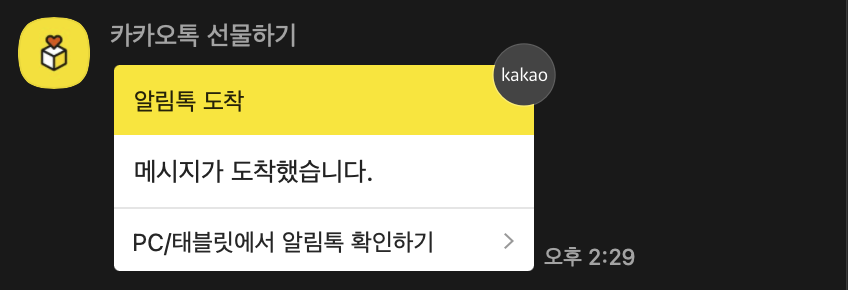 카카오톡 선물하기
kakao
알림톡 도착
메시지가 도착했습니다.
PC/태블릿에서 알림톡 확인하기
오후 2:29